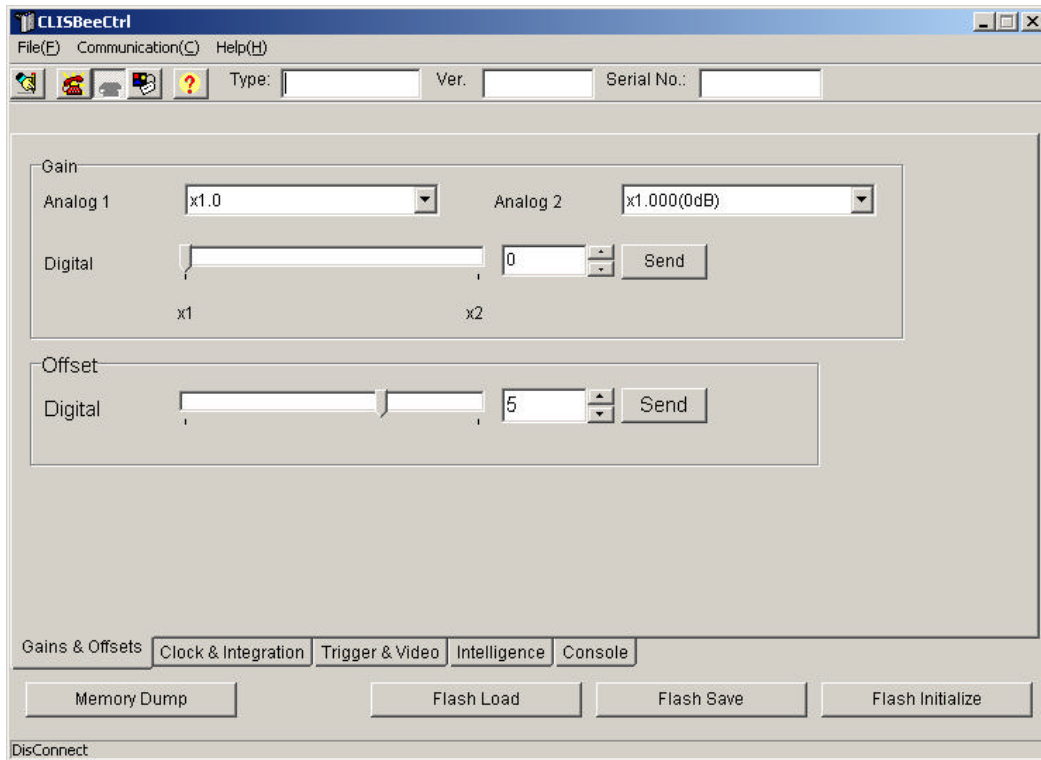 CLISBeeCtrl
File(F) Communication(C) Help(H)
? Type: Ver. Serial No.:
Gain
Analog 1 x1.0 Analog 2 x1.000(0dB)
Digital 0 Send
x1 x2
Offset
Digital 5 Send
Gains & Offsets Clock & Integration Trigger & Video Intelligence Console
Memory Dump Flash Load Flash Save Flash Initialize
DisConnect